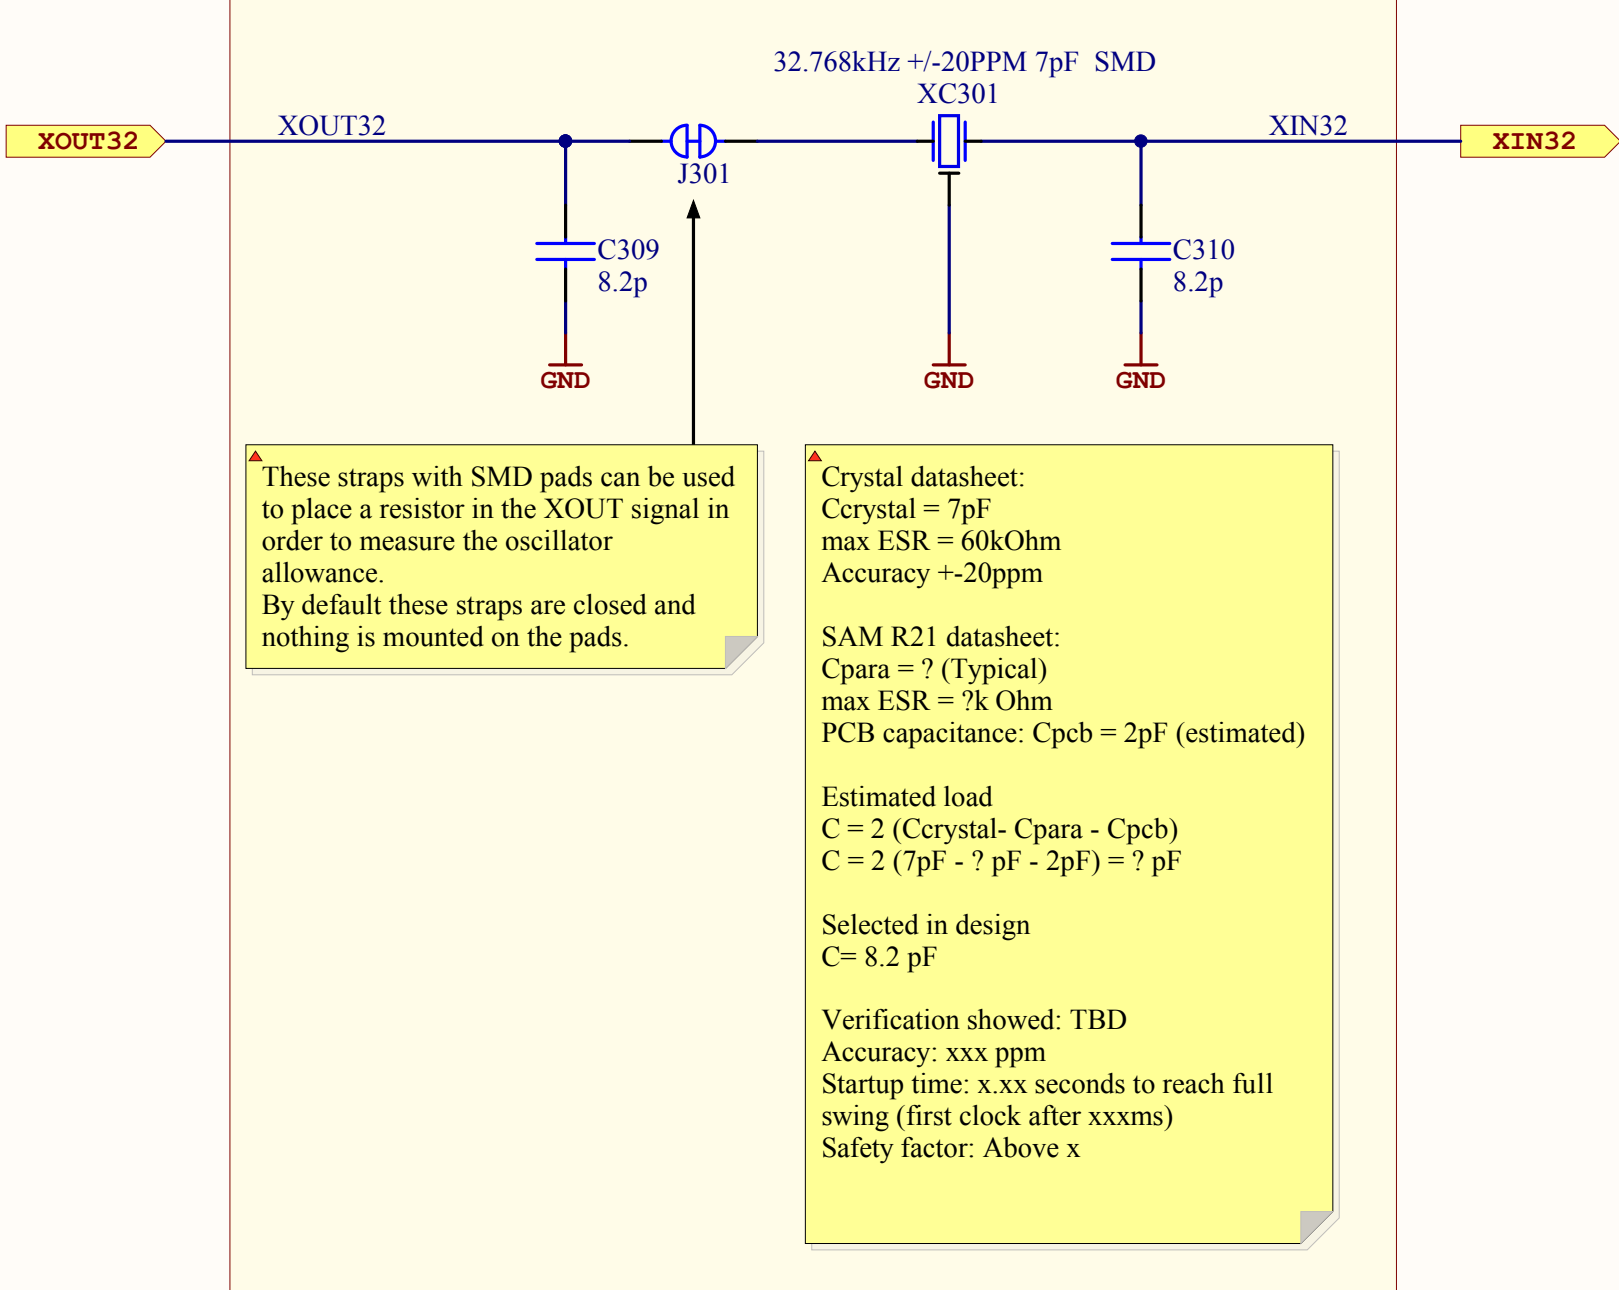 32.768kHz +/-20PPM 7pF  SMD
XC301
XOUT32
XOUT32
XIN32
XIN32
J301
C309
8.2p
C310
8.2p
GND
GND
GND
These straps with SMD pads can be used
to place a resistor in the XOUT signal in
order to measure the oscillator
allowance.
By default these straps are closed and
nothing is mounted on the pads.
Crystal datasheet:
Ccrystal = 7pF
max ESR = 60kOhm
Accuracy +-20ppm
SAM R21 datasheet:
Cpara = ? (Typical)
max ESR = ?k Ohm
PCB capacitance: Cpcb = 2pF (estimated)
Estimated load
C = 2 (Ccrystal- Cpara - Cpcb)
C = 2 (7pF - ? pF - 2pF) = ? pF
Selected in design
C= 8.2 pF
Verification showed: TBD
Accuracy: xxx ppm
Startup time: x.xx seconds to reach full
swing (first clock after xxxms)
Safety factor: Above x